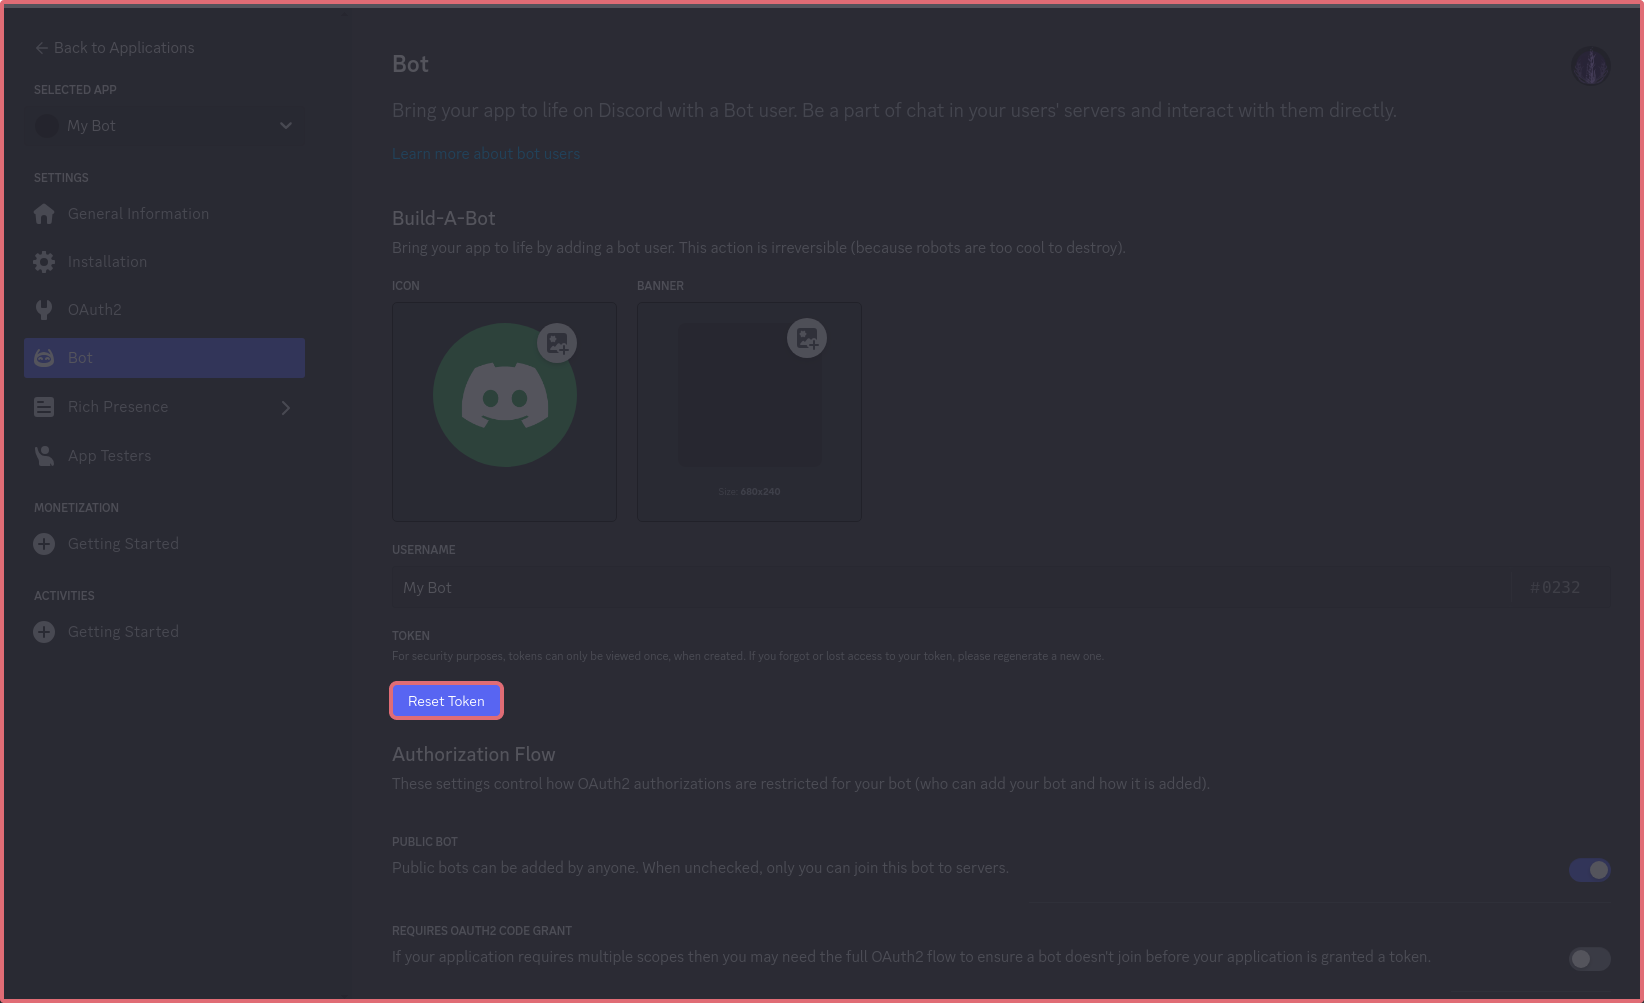 Back to Applications
SELECTED APP
My Bot
SETTINGS
General Information
Installation
OAuth2
Bot
Rich Presence
App Testers
MONETIZATION
Getting Started
ACTIVITIES
Getting Started
Bot
Bring your app to life on Discord with a Bot user. Be a part of chat in your users' servers and interact with them directly.
Learn more about bot users
Build-A-Bot
Bring your app to life by adding a bot user. This action is irreversible (because robots are too cool to destroy).
ICON
BANNER
Size: 680x240
USERNAME
My Bot
#0232
TOKEN
For security purposes, tokens can only be viewed once, when created. If you forgot or lost access to your token, please regenerate a new one.
Reset Token
Authorization Flow
These settings control how OAuth2 authorizations are restricted for your bot (who can add your bot and how it is added).
PUBLIC BOT
Public bots can be added by anyone. When unchecked, only you can join this bot to servers.
REQUIRES OAUTH2 CODE GRANT
If your application requires multiple scopes then you may need the full OAuth2 flow to ensure a bot doesn't join before your application is granted a token.